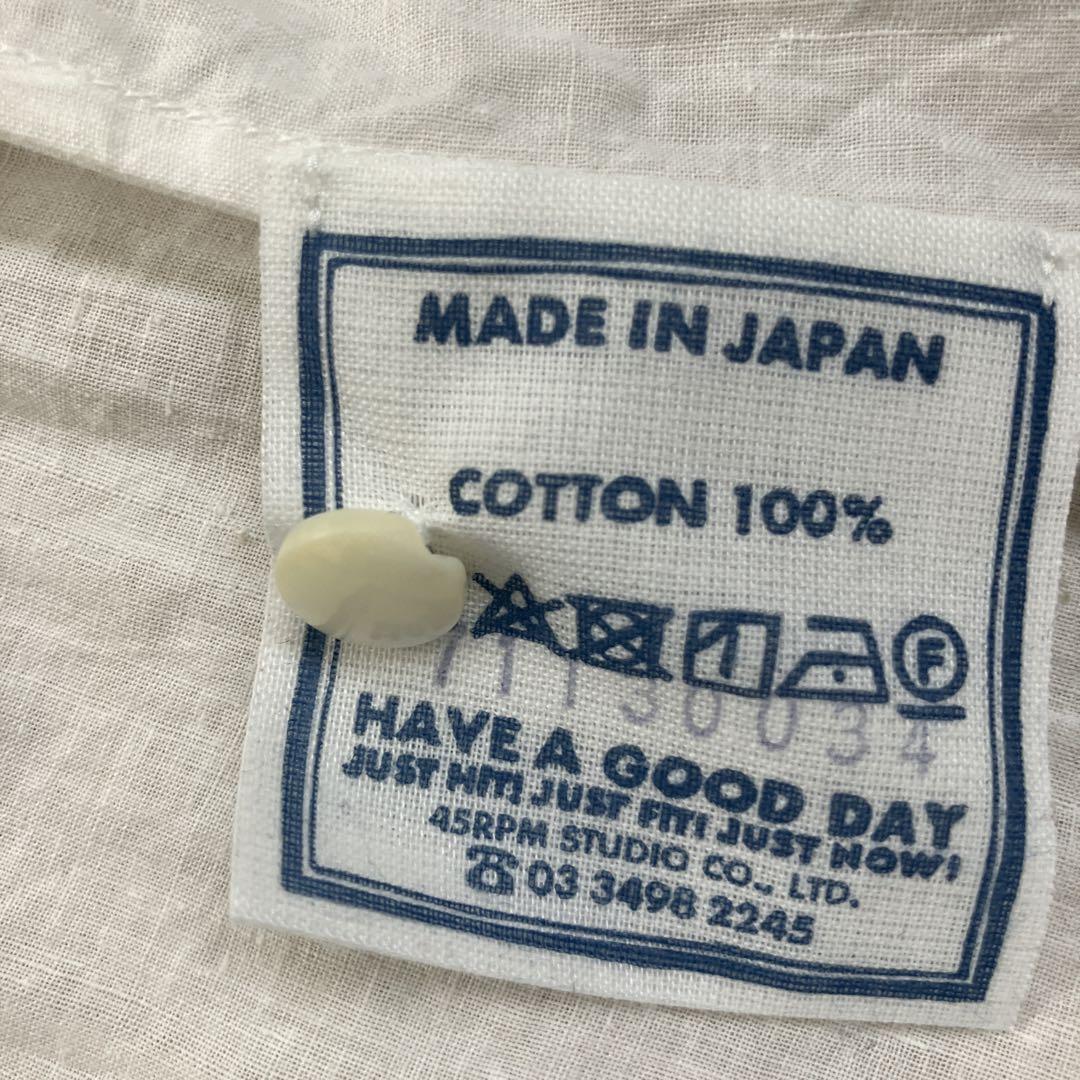 MADE IN JAPAN
COTTON 100%
F
11130034
HAVE A GOOD DAY
JUST HIT! JUST FIT! JUST NOW!
45RPM STUDIO CO., LTD.
☎ 03 3498 2245